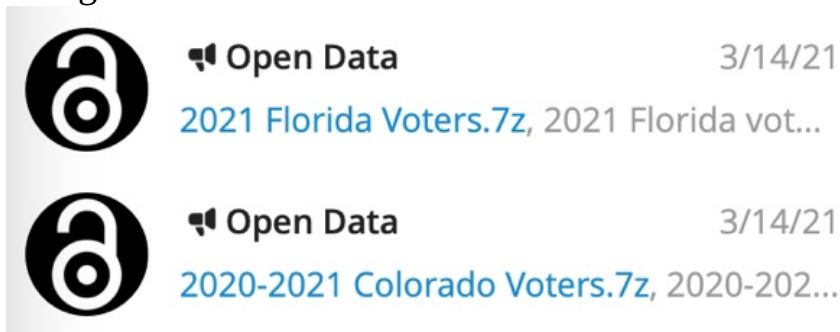 Open Data 3/14/21
2021 Florida Voters.7z, 2021 Florida vot...
Open Data 3/14/21
2020-2021 Colorado Voters.7z, 2020-202...